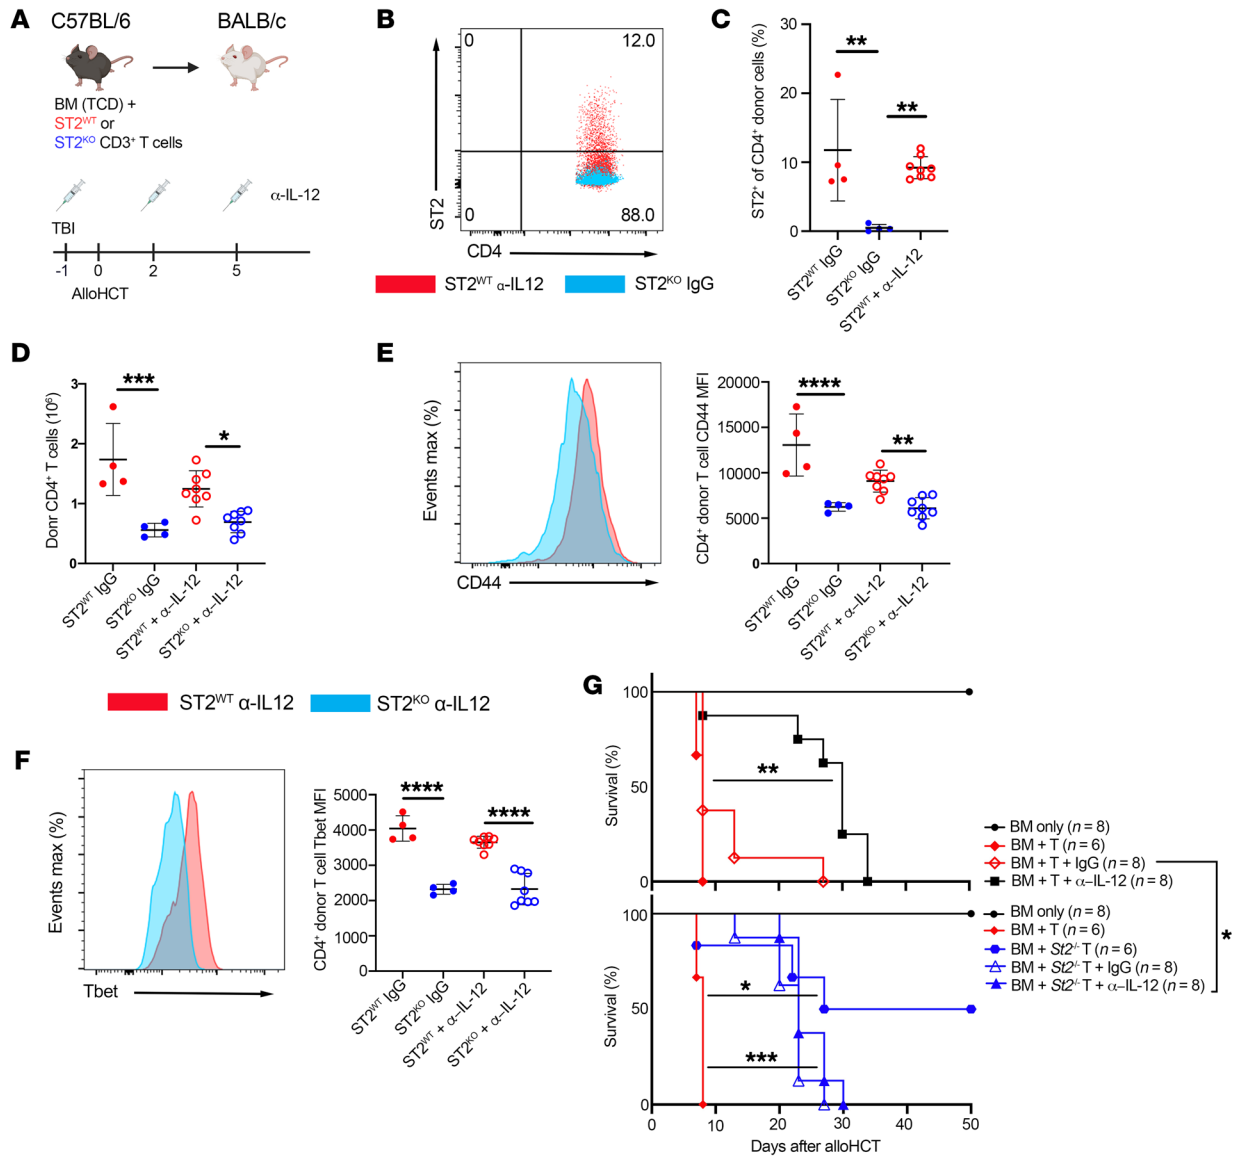 A
C57BL/6
BALB/c
BM (TCD) +
ST2WT or
ST2KO CD3+ T cells
α-IL-12
TBI
-1 0 2 5
AlloHCT
B
0 12.0
0 88.0
ST2
CD4
ST2WT α-IL12
ST2KO IgG
C
ST2+ of CD4+ donor cells (%)
30
20
10
0
**
**
ST2WT IgG
ST2KO IgG
ST2WT + α–IL-12
D
Donr CD4+ T cells (10⁶)
3
2
1
0
***
*
ST2WT IgG
ST2KO IgG
ST2WT + α–IL-12
ST2KO + α–IL-12
E
Events max (%)
CD44
CD4+ donor T cell CD44 MFI
20000
15000
10000
5000
0
****
**
ST2WT IgG
ST2KO IgG
ST2WT + α–IL-12
ST2KO + α–IL-12
ST2WT α-IL12
ST2KO α-IL12
F
Events max (%)
Tbet
CD4+ donor T cell Tbet MFI
5000
4000
3000
2000
1000
0
****
****
ST2WT IgG
ST2KO IgG
ST2WT + α–IL-12
ST2KO + α–IL-12
G
Survival (%)
100
50
0
**
BM only (n = 8)
BM + T (n = 6)
BM + T + IgG (n = 8)
BM + T + α–IL-12 (n = 8)
*
Survival (%)
100
50
0
*
***
BM only (n = 8)
BM + T (n = 6)
BM + St2-/- T (n = 6)
BM + St2-/- T + IgG (n = 8)
BM + St2-/- T + α–IL-12 (n = 8)
0 10 20 30 40 50
Days after alloHCT